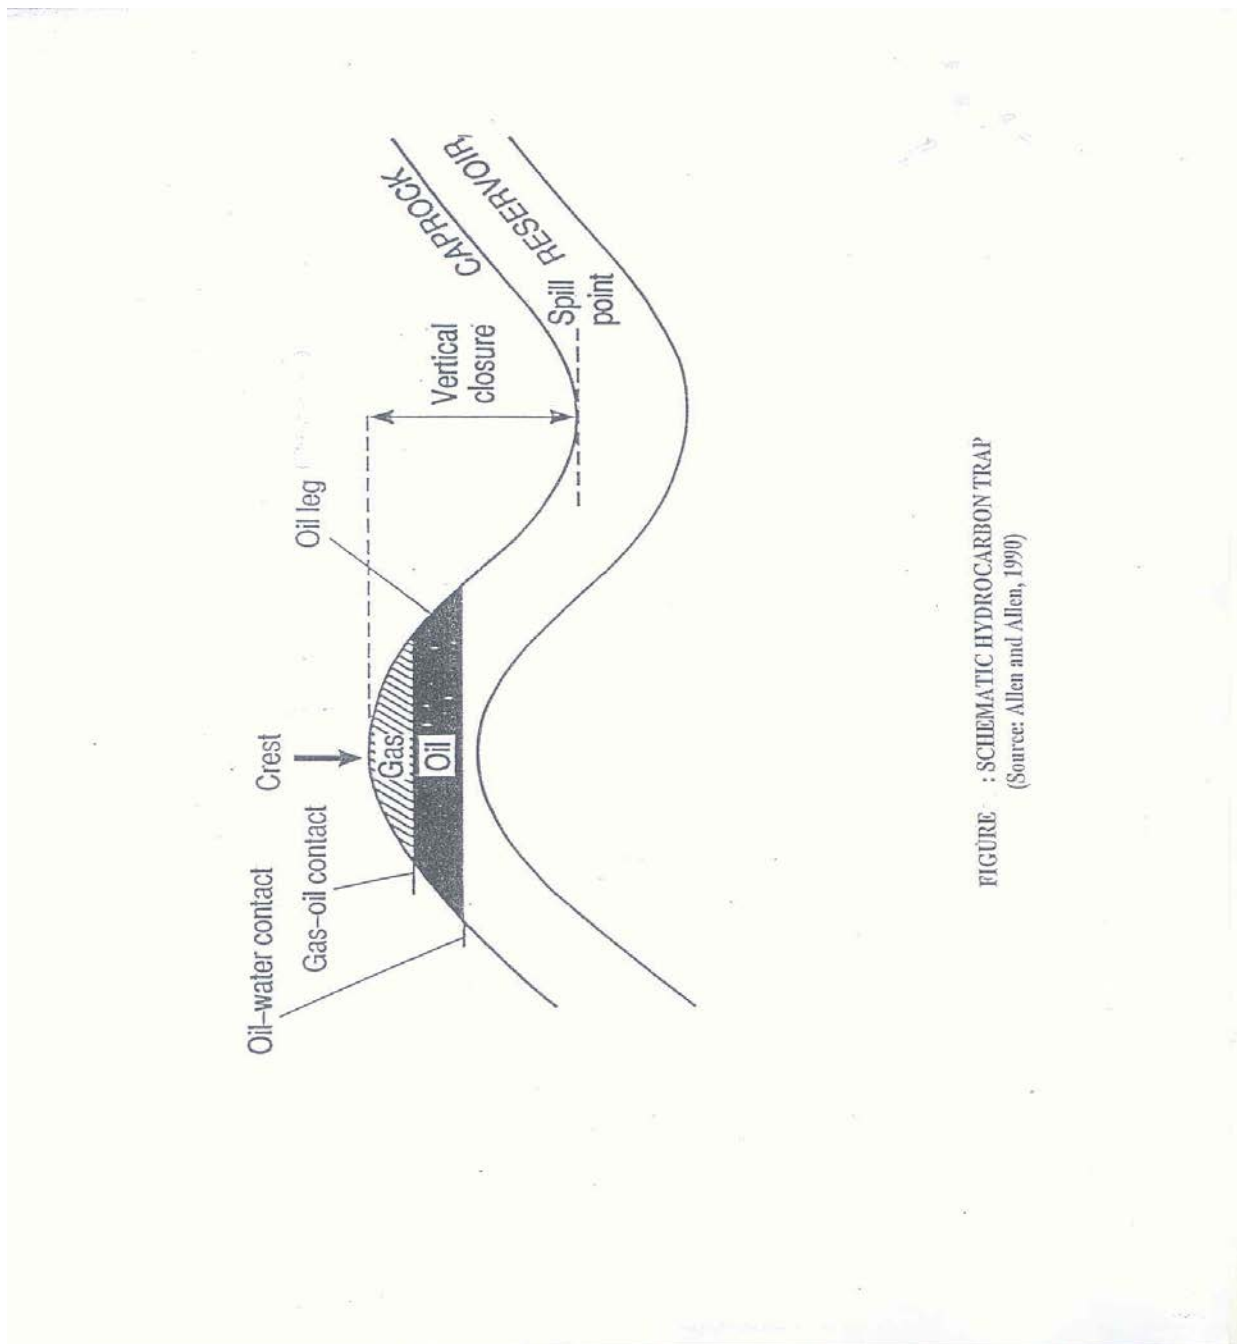 Oil–water contact
Gas–oil contact
Crest
Oil leg
Gas
Oil
Vertical
closure
Spill
point
CAPROCK
RESERVOIR
FIGURE : SCHEMATIC HYDROCARBON TRAP
(Source: Allen and Allen, 1990)